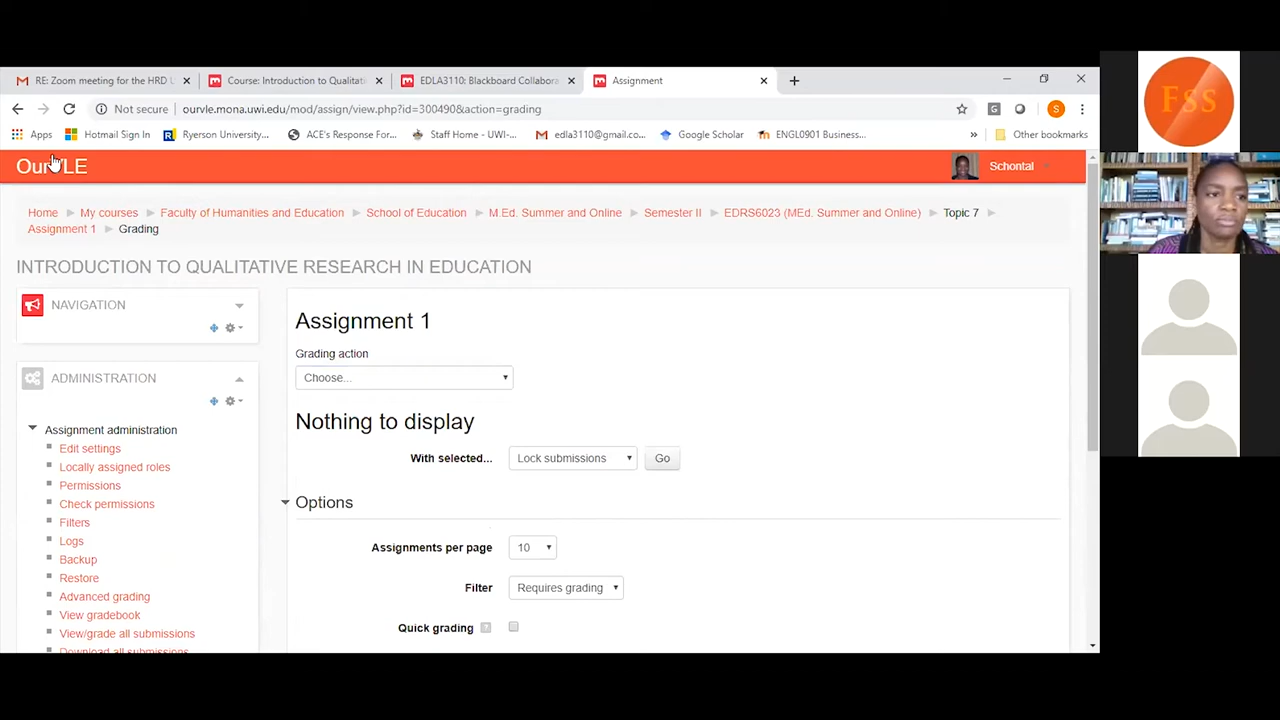 RE: Zoom meeting for the HRD U
Course: Introduction to Qualitati
EDLA3110: Blackboard Collabora
Assignment
Not secure
ourvle.mona.uwi.edu/mod/assign/view.php?id=300490&action=grading
S
Apps
Hotmail Sign In
Ryerson University...
ACE's Response For...
Staff Home - UWI-...
edla3110@gmail.co...
Google Scholar
ENGL0901 Business...
»
Other bookmarks
OurVLE
Schontal
Home
My courses
Faculty of Humanities and Education
School of Education
M.Ed. Summer and Online
Semester II
EDRS6023 (MEd. Summer and Online)
Topic 7
Assignment 1
Grading
INTRODUCTION TO QUALITATIVE RESEARCH IN EDUCATION
NAVIGATION
ADMINISTRATION
Assignment administration
Edit settings
Locally assigned roles
Permissions
Check permissions
Filters
Logs
Backup
Restore
Advanced grading
View gradebook
View/grade all submissions
Download all submissions
Assignment 1
Grading action
Choose...
Nothing to display
With selected...
Lock submissions
Go
Options
Assignments per page
10
Filter
Requires grading
Quick grading
?
FSS